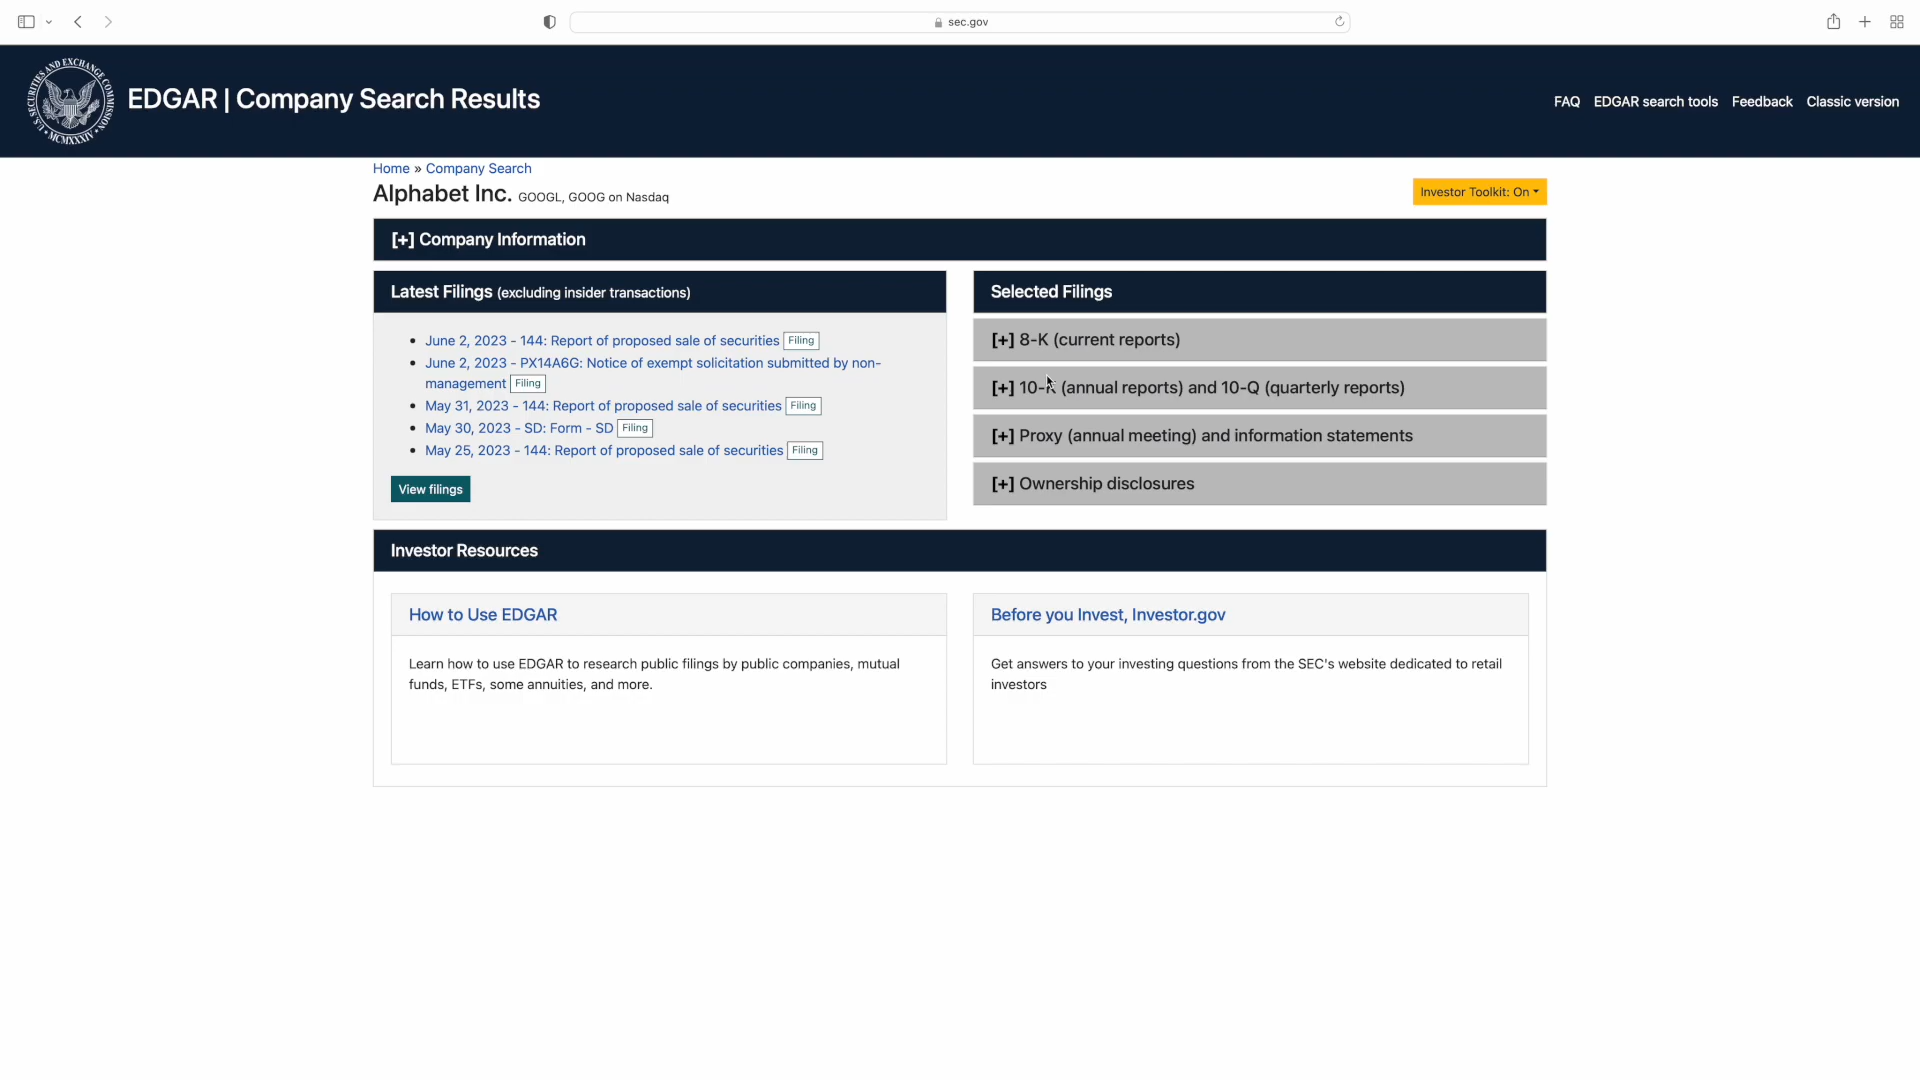 sec.gov
U.S. SECURITIES AND EXCHANGE COMMISSION
MCMXXXIV
EDGAR | Company Search Results
FAQ EDGAR search tools Feedback Classic version
Home » Company Search
Alphabet Inc. GOOGL, GOOG on Nasdaq
Investor Toolkit: On
[+] Company Information
Latest Filings (excluding insider transactions)
June 2, 2023 - 144: Report of proposed sale of securities Filing
June 2, 2023 - PX14A6G: Notice of exempt solicitation submitted by non-
management Filing
May 31, 2023 - 144: Report of proposed sale of securities Filing
May 30, 2023 - SD: Form - SD Filing
May 25, 2023 - 144: Report of proposed sale of securities Filing
View filings
Selected Filings
[+] 8-K (current reports)
[+] 10-K (annual reports) and 10-Q (quarterly reports)
[+] Proxy (annual meeting) and information statements
[+] Ownership disclosures
Investor Resources
How to Use EDGAR
Learn how to use EDGAR to research public filings by public companies, mutual
funds, ETFs, some annuities, and more.
Before you Invest, Investor.gov
Get answers to your investing questions from the SEC's website dedicated to retail
investors